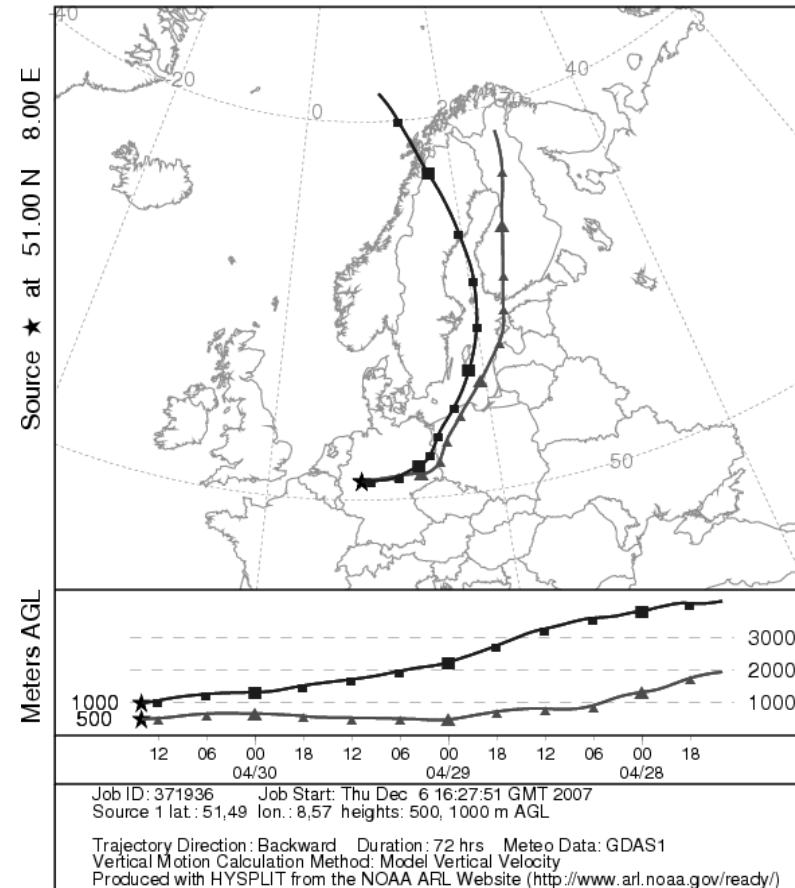 Source ★ at 51.00 N 8.00 E
-40
-20
0
20
70
40
50
Meters AGL
3000
2000
1000
1000
500
12 06 00 18 12 06 00 18 12 06 00 18
04/30 04/29 04/28
Job ID: 371936 Job Start: Thu Dec 6 16:27:51 GMT 2007
Source 1 lat.: 51,49 lon.: 8,57 heights: 500, 1000 m AGL
Trajectory Direction: Backward Duration: 72 hrs Meteo Data: GDAS1
Vertical Motion Calculation Method: Model Vertical Velocity
Produced with HYSPLIT from the NOAA ARL Website (http://www.arl.noaa.gov/ready/)